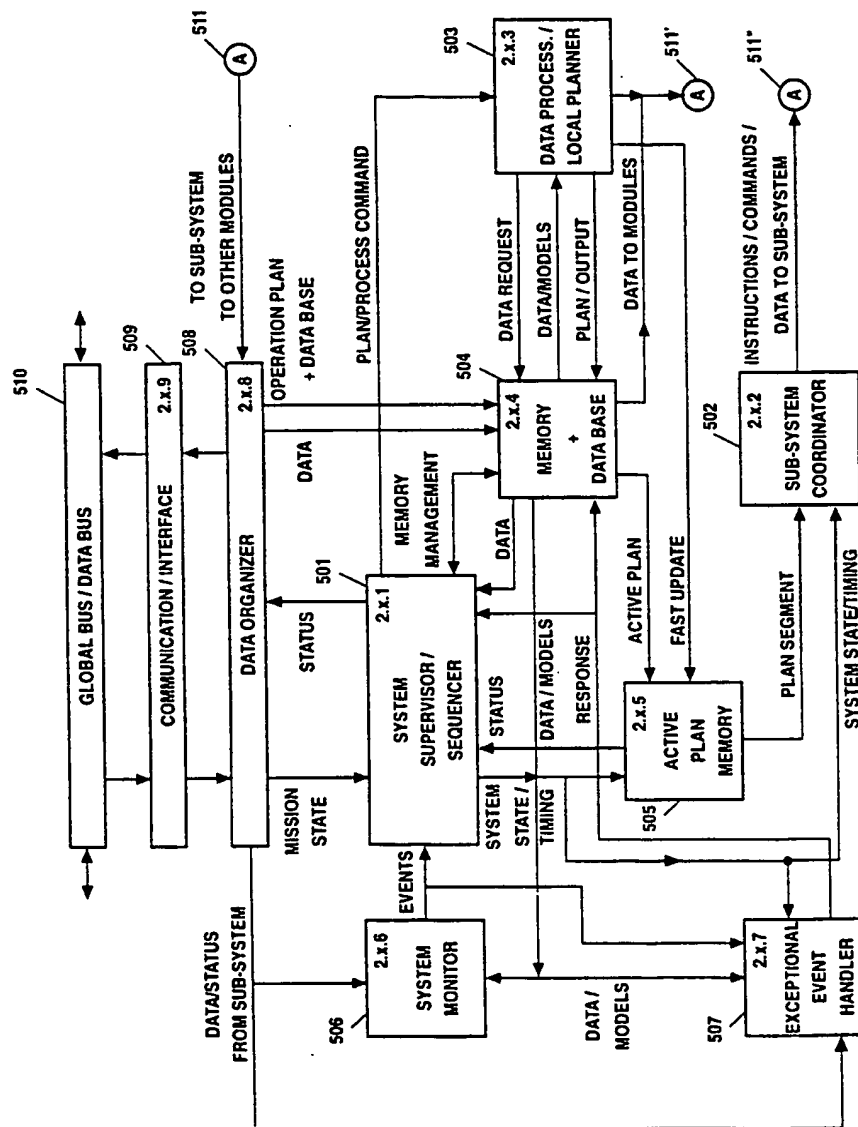 510
GLOBAL BUS / DATA BUS
509
COMMUNICATION / INTERFACE
2.x.9
508
DATA ORGANIZER
2.x.8
511
A
TO SUB-SYSTEM
TO OTHER MODULES
DATA/STATUS
FROM SUB-SYSTEM
MISSION
STATE
STATUS
DATA
OPERATION PLAN
+ DATA BASE
PLAN/PROCESS COMMAND
MEMORY
MANAGEMENT
506
2.x.6
SYSTEM
MONITOR
EVENTS
501
2.x.1
SYSTEM
SUPERVISOR /
SEQUENCER
DATA
504
2.x.4
MEMORY
+
DATA BASE
DATA REQUEST
DATA/MODELS
PLAN / OUTPUT
503
2.x.3
DATA PROCESS. /
LOCAL PLANNER
DATA TO MODULES
511'
A
SYSTEM
STATE /
TIMING
STATUS
DATA / MODELS
RESPONSE
ACTIVE PLAN
FAST UPDATE
DATA /
MODELS
505
2.x.5
ACTIVE
PLAN
MEMORY
PLAN SEGMENT
SYSTEM STATE/TIMING
507
2.x.7
EXCEPTIONAL
EVENT
HANDLER
502
2.x.2
SUB-SYSTEM
COORDINATOR
INSTRUCTIONS / COMMANDS /
DATA TO SUB-SYSTEM
511"
A